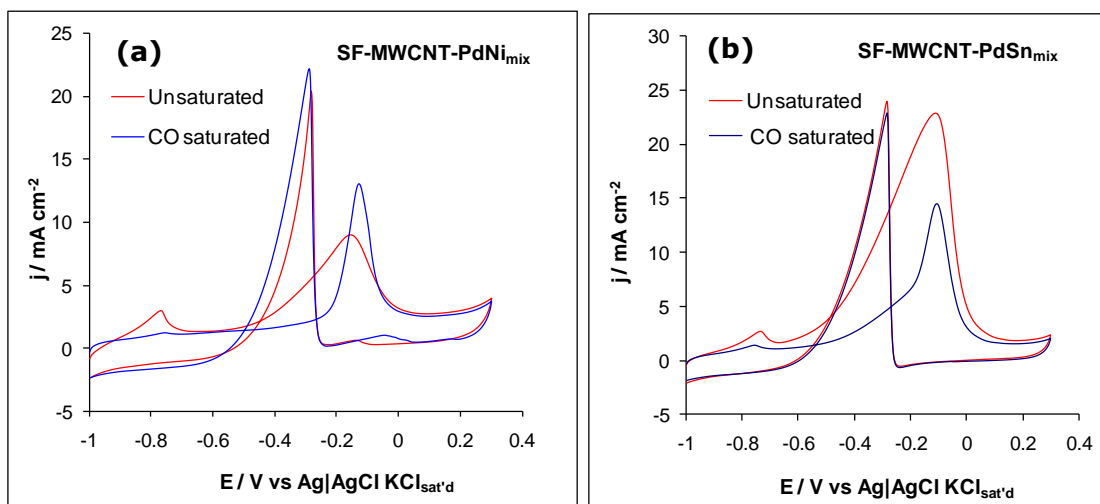 (a)
SF-MWCNT-PdNimix
Unsaturated
CO saturated
25
20
15
10
5
0
-5
-1
-0.8
-0.6
-0.4
-0.2
0
0.2
0.4
j / mA cm-2
E / V vs Ag|AgCl KClsat'd
(b)
SF-MWCNT-PdSnmix
Unsaturated
CO saturated
30
25
20
15
10
5
0
-5
-1
-0.8
-0.6
-0.4
-0.2
0
0.2
0.4
j / mA cm-2
E / V vs Ag|AgCl KClsat'd